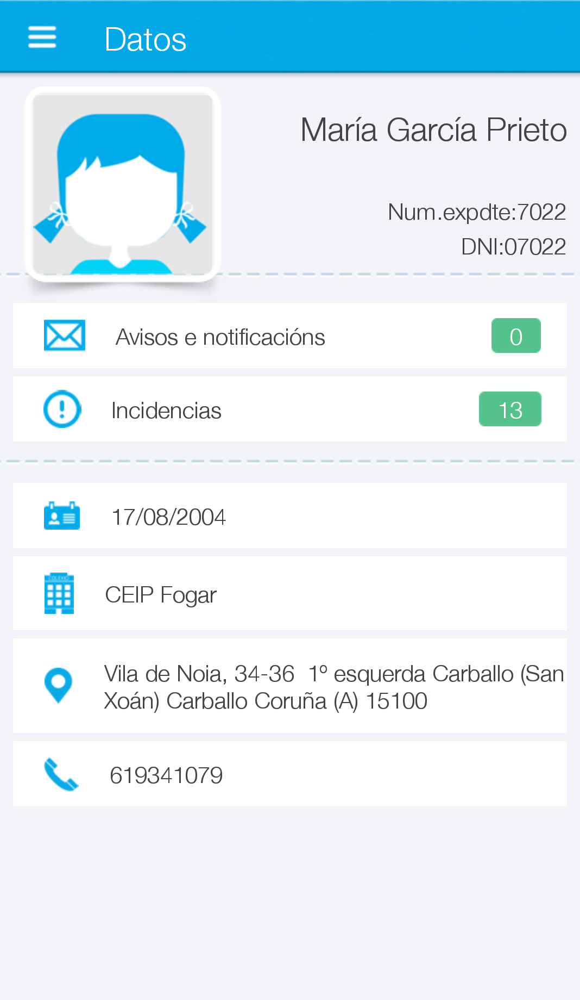 Datos
María García Prieto
Num.expdte:7022
DNI:07022
Avisos e notificacións
0
Incidencias
13
17/08/2004
COLEXIO
CEIP Fogar
Vila de Noia, 34-36  1º esquerda Carballo (San
Xoán) Carballo Coruña (A) 15100
619341079